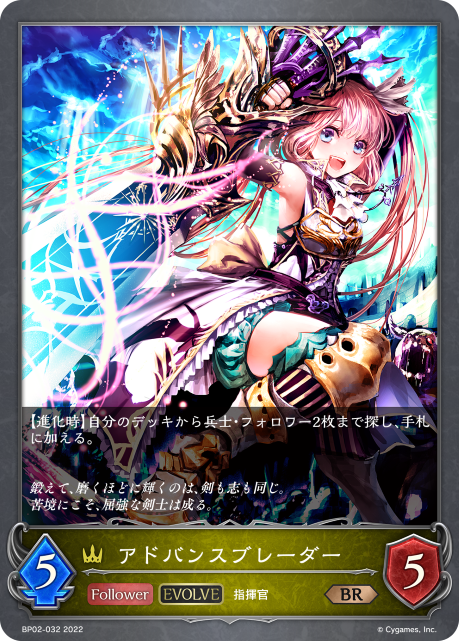 【進化時】自分のデッキから兵士・フォロワー2枚まで探し、手札
に加える。
鍛えて、磨くほどに輝くのは、剣も志も同じ。
苦境にこそ、屈強な剣士は成る。
5
アドバンスブレーダー
5
Follower EVOLVE 指揮官 BR
BP02-032 2022
© Cygames, Inc.